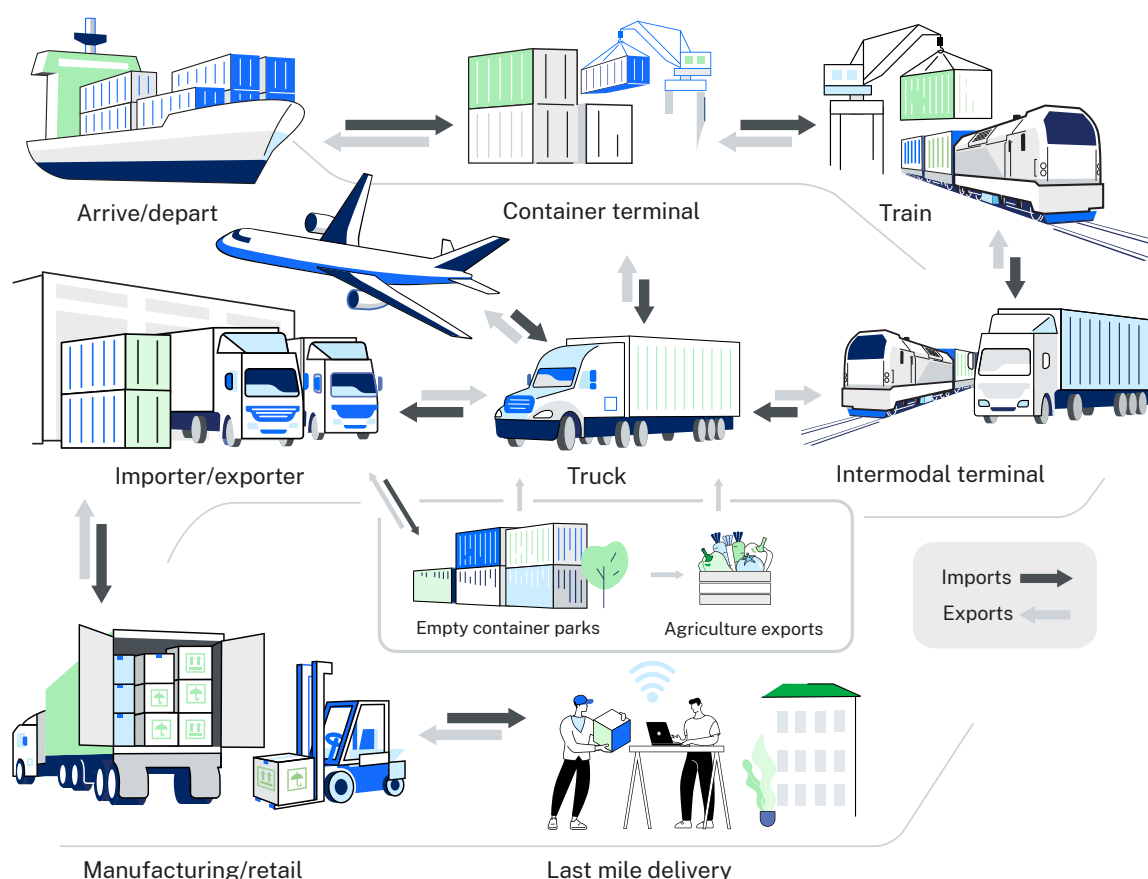 Arrive/depart
Container terminal
Train
Importer/exporter
Truck
Intermodal terminal
Empty container parks
Agriculture exports
Imports
Exports
Manufacturing/retail
Last mile delivery